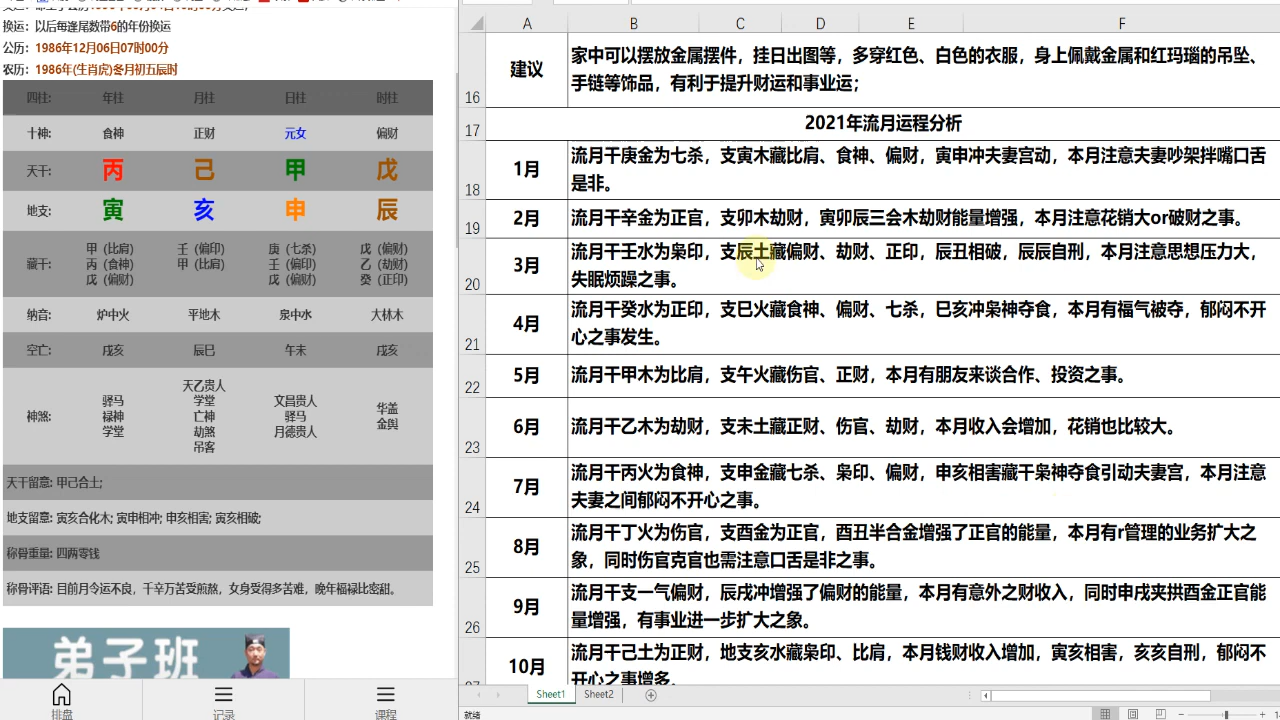 换运: 以后每逢尾数带6的年份换运
公历: 1986年12月06日07时00分
农历: 1986年(生肖虎)冬月初五辰时
四柱: 年柱 月柱 日柱 时柱
十神: 食神 正财 元女 偏财
天干: 丙 己 甲 戊
地支: 寅 亥 申 辰
藏干:
甲 (比肩) 壬 (偏印) 庚 (七杀) 戊 (偏财)
丙 (食神) 甲 (比肩) 壬 (偏印) 乙 (劫财)
戊 (偏财) 戊 (偏财) 癸 (正印)
纳音: 炉中火 平地木 泉中水 大林木
空亡: 戌亥 辰巳 午未 戌亥
神煞:
驿马
禄神
学堂
天乙贵人
学堂
亡神
劫煞
吊客
文昌贵人
驿马
月德贵人
华盖
金舆
天干留意: 甲己合土;
地支留意: 寅亥合化木; 寅申相冲; 申亥相害; 寅亥相破;
称骨重量: 四两零钱
称骨评语: 目前月令运不良，千辛万苦受煎熬，女身受得多苦难，晚年福禄比密甜。
弟子班
排盘 记录 课程
A B C D E F
16 建议 家中可以摆放金属摆件，挂日出图等，多穿红色、白色的衣服，身上佩戴金属和红玛瑙的吊坠、
手链等饰品，有利于提升财运和事业运；
17 2021年流月运程分析
18 1月 流月干庚金为七杀，支寅木藏比肩、食神、偏财，寅申冲夫妻宫动，本月注意夫妻吵架拌嘴口舌
是非。
19 2月 流月干辛金为正官，支卯木劫财，寅卯辰三会木劫财能量增强，本月注意花销大or破财之事。
20 3月 流月干壬水为枭印，支辰土藏偏财、劫财、正印，辰丑相破，辰辰自刑，本月注意思想压力大，
失眠烦躁之事。
21 4月 流月干癸水为正印，支巳火藏食神、偏财、七杀，巳亥冲枭神夺食，本月有福气被夺，郁闷不开
心之事发生。
22 5月 流月干甲木为比肩，支午火藏伤官、正财，本月有朋友来谈合作、投资之事。
23 6月 流月干乙木为劫财，支未土藏正财、伤官、劫财，本月收入会增加，花销也比较大。
24 7月 流月干丙火为食神，支申金藏七杀、枭印、偏财，申亥相害藏干枭神夺食引动夫妻宫，本月注意
夫妻之间郁闷不开心之事。
25 8月 流月干丁火为伤官，支酉金为正官，酉丑半合金增强了正官的能量，本月有r管理的业务扩大之
象，同时伤官克官也需注意口舌是非之事。
26 9月 流月干支一气偏财，辰戌冲增强了偏财的能量，本月有意外之财收入，同时申戌夹拱酉金正官能
量增强，有事业进一步扩大之象。
10月 流月干己土为正财，地支亥水藏枭印、比肩，本月钱财收入增加，寅亥相害，亥亥自刑，郁闷不
开心之事增多。
Sheet1 Sheet2
就绪